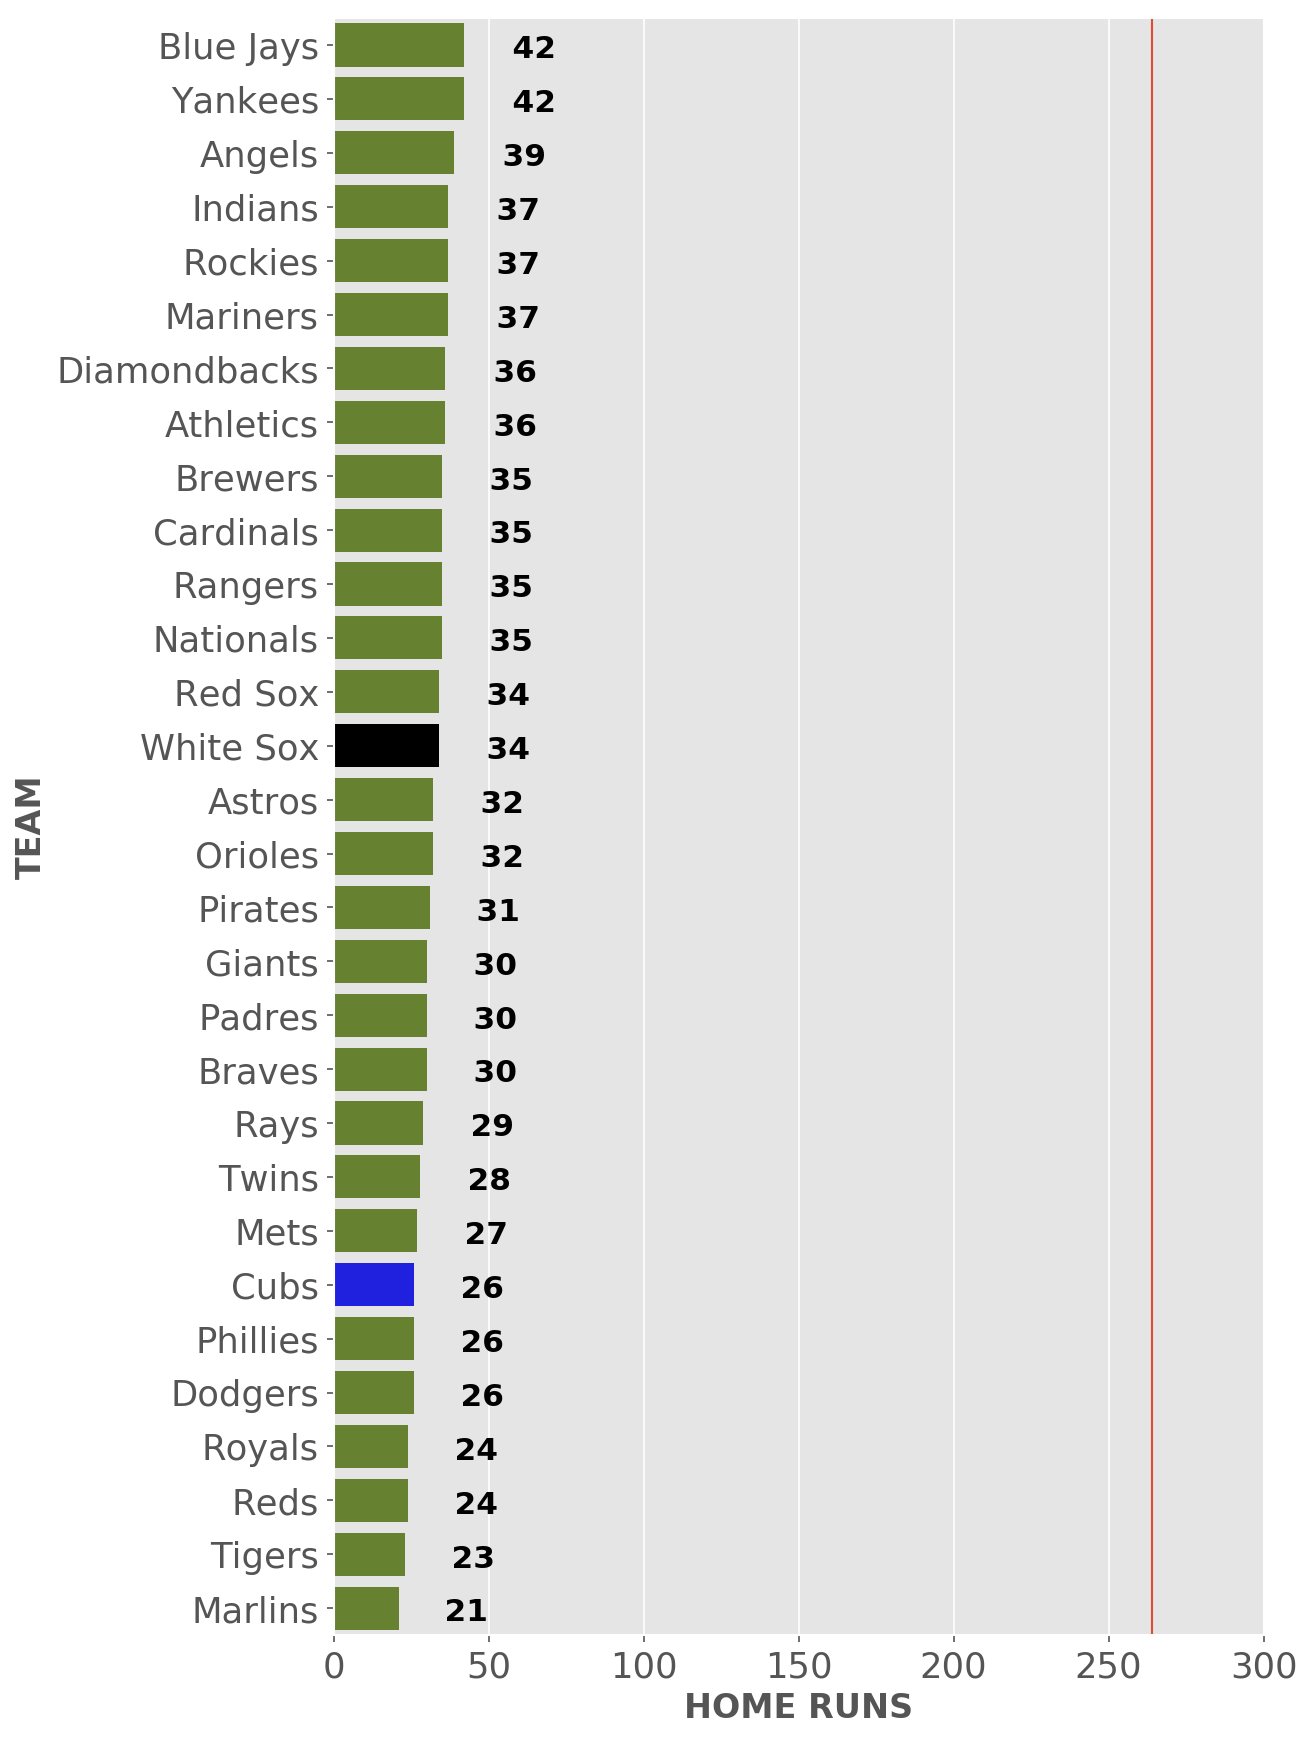 Blue Jays 42
Yankees 42
Angels 39
Indians 37
Rockies 37
Mariners 37
Diamondbacks 36
Athletics 36
Brewers 35
Cardinals 35
Rangers 35
Nationals 35
Red Sox 34
White Sox 34
Astros 32
Orioles 32
Pirates 31
Giants 30
Padres 30
Braves 30
Rays 29
Twins 28
Mets 27
Cubs 26
Phillies 26
Dodgers 26
Royals 24
Reds 24
Tigers 23
Marlins 21
TEAM
0 50 100 150 200 250 300
HOME RUNS